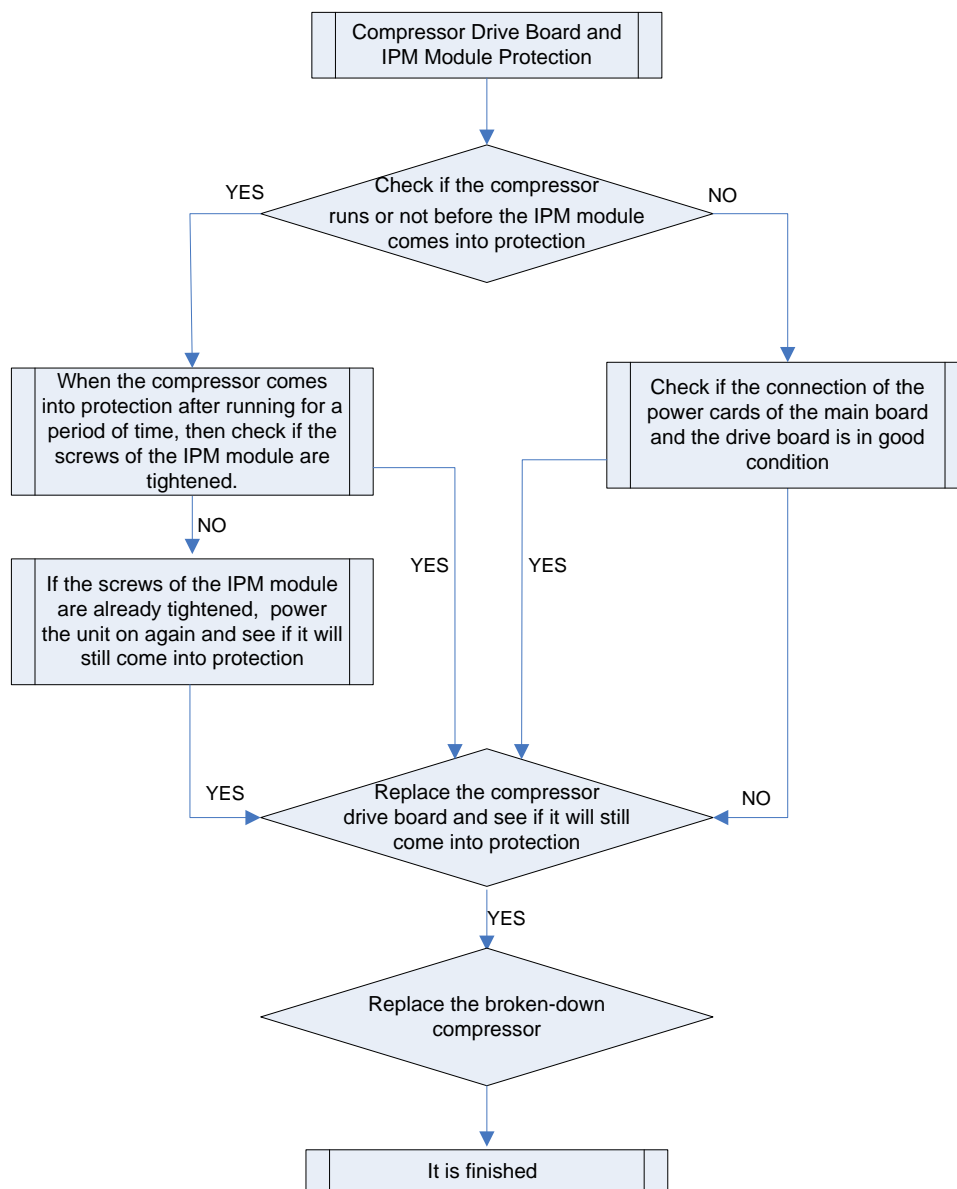 Compressor Drive Board and
IPM Module Protection
Check if the compressor
runs or not before the IPM module
comes into protection
YES
NO
When the compressor comes
into protection after running for a
period of time, then check if the
screws of the IPM module are
tightened.
Check if the connection of the
power cards of the main board
and the drive board is in good
condition
NO
YES
YES
If the screws of the IPM module
are already tightened, power
the unit on again and see if it will
still come into protection
YES
Replace the compressor
drive board and see if it will still
come into protection
NO
YES
Replace the broken-down
compressor
It is finished